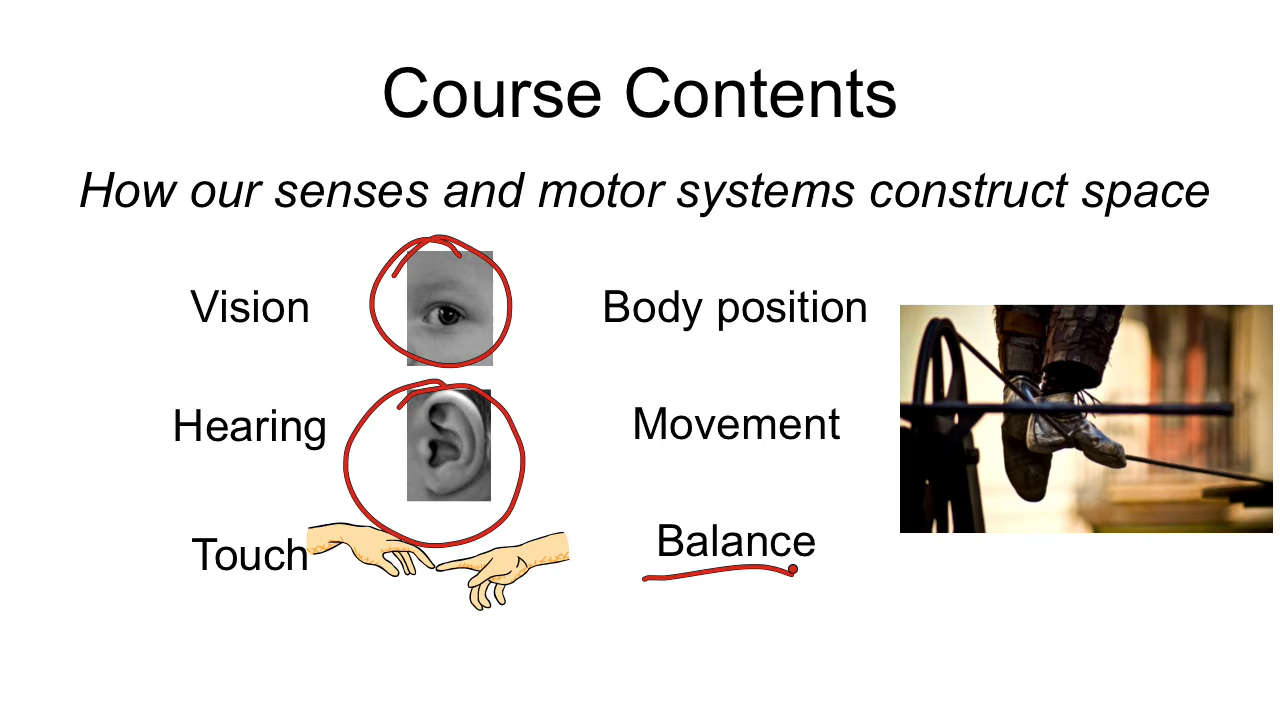 Course Contents
How our senses and motor systems construct space
Vision
Body position
Hearing
Movement
Touch
Balance